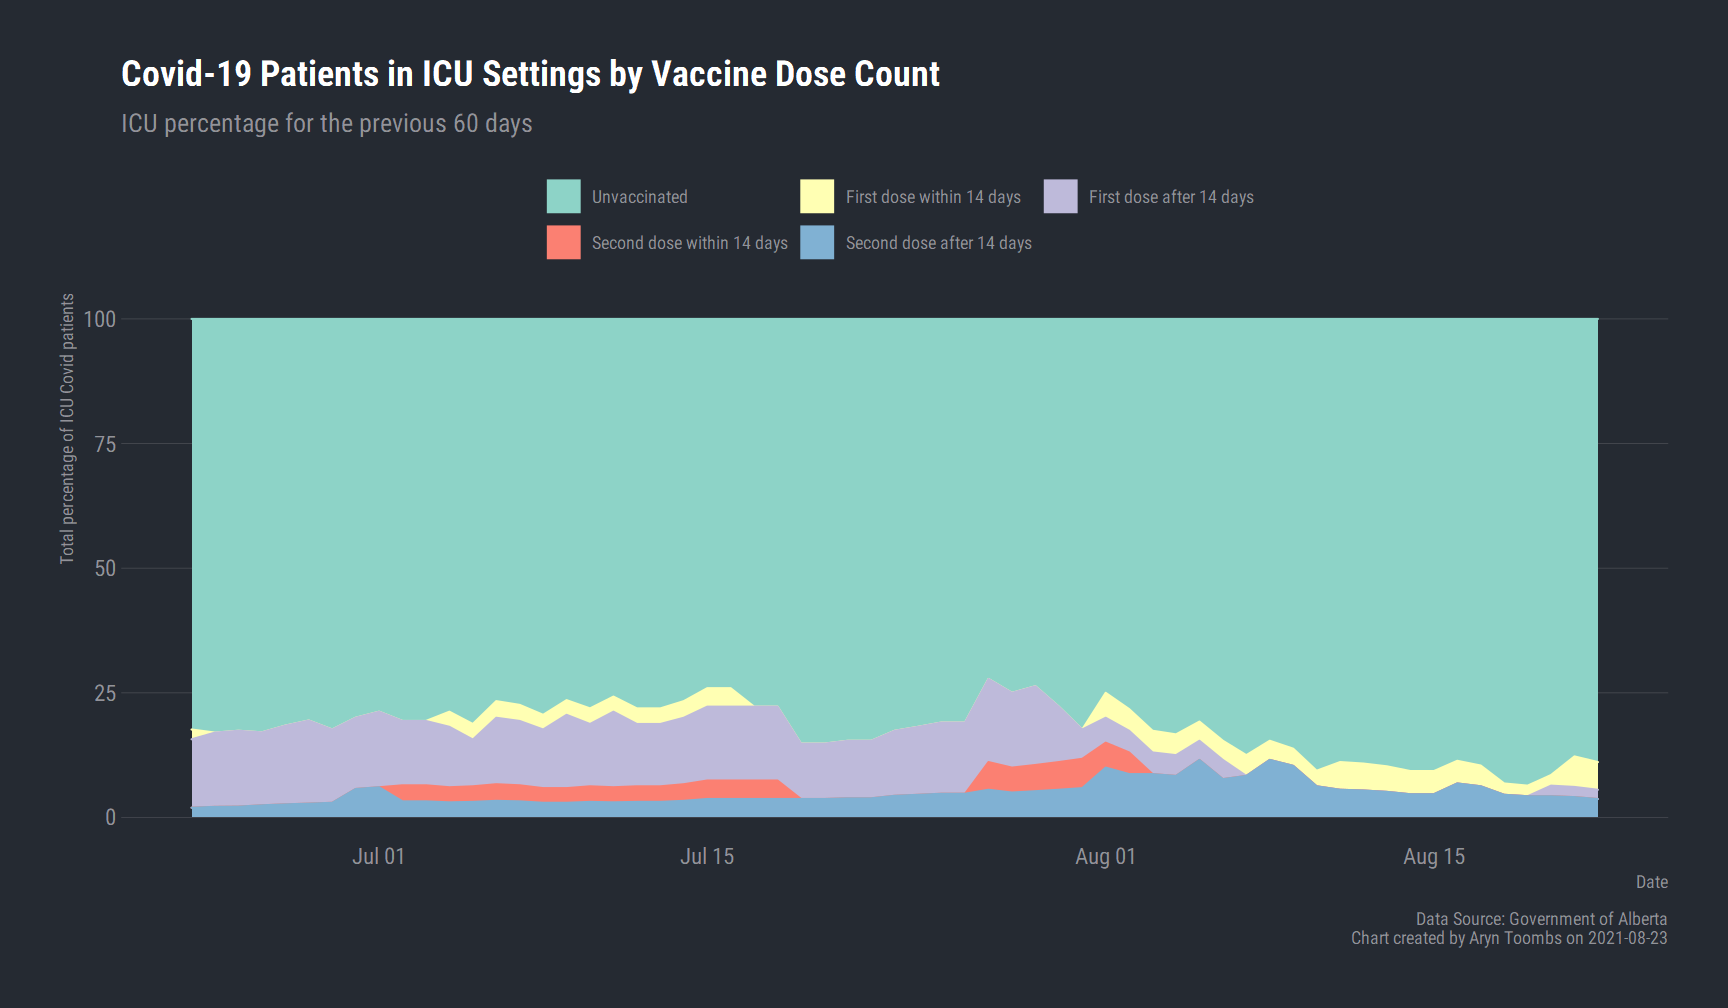 Covid-19 Patients in ICU Settings by Vaccine Dose Count
ICU percentage for the previous 60 days
Unvaccinated
First dose within 14 days
First dose after 14 days
Second dose within 14 days
Second dose after 14 days
Total percentage of ICU Covid patients
100
75
50
25
0
Jul 01
Jul 15
Aug 01
Aug 15
Date
Data Source: Government of Alberta
Chart created by Aryn Toombs on 2021-08-23